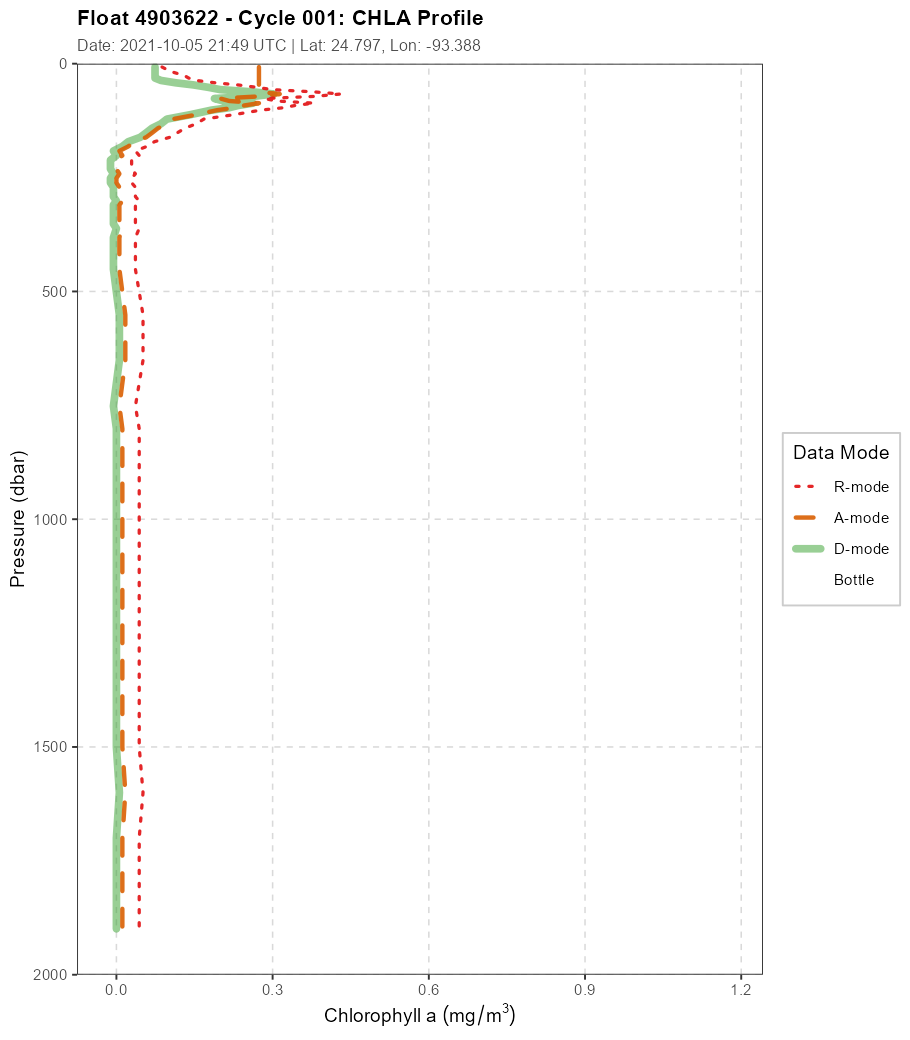 Float 4903622 - Cycle 001: CHLA Profile
Date: 2021-10-05 21:49 UTC | Lat: 24.797, Lon: -93.388
0
500
1000
1500
2000
Pressure (dbar)
0.0 0.3 0.6 0.9 1.2
Chlorophyll a (mg/m³)
Data Mode
R-mode
A-mode
D-mode
Bottle